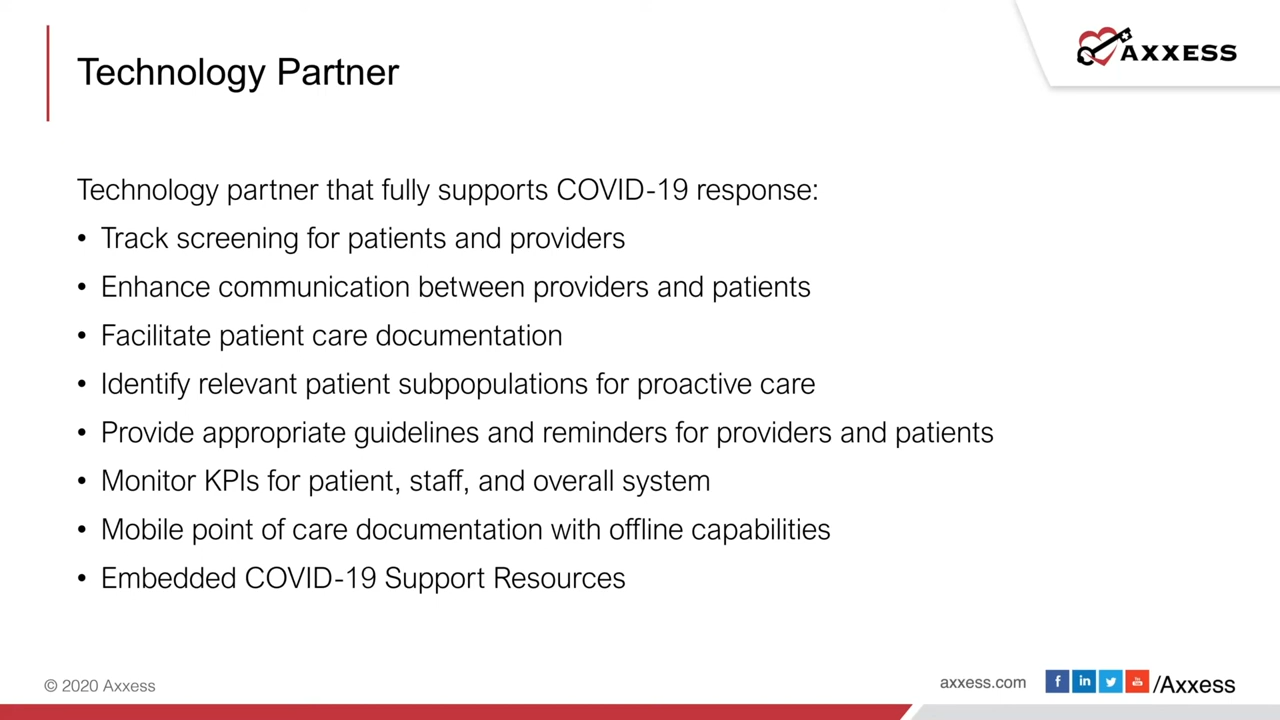 AXXESS
Technology Partner
Technology partner that fully supports COVID-19 response:
• Track screening for patients and providers
• Enhance communication between providers and patients
• Facilitate patient care documentation
• Identify relevant patient subpopulations for proactive care
• Provide appropriate guidelines and reminders for providers and patients
• Monitor KPIs for patient, staff, and overall system
• Mobile point of care documentation with offline capabilities
• Embedded COVID-19 Support Resources
© 2020 Axxess
axxess.com f in /Axxess